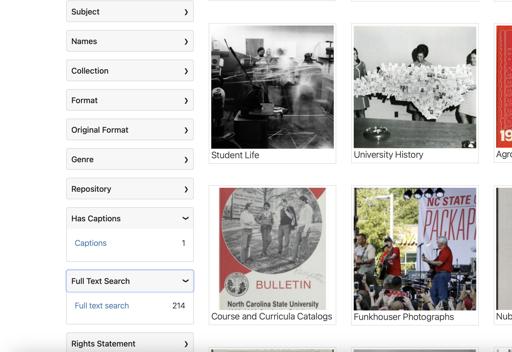 Subject
Names
Collection
Format
Original Format
Genre
Repository
Has Captions
Captions 1
Full Text Search
Full text search 214
Rights Statement
Student Life
University History
19
Agro
BULLETIN
North Carolina State University
Course and Curricula Catalogs
NC STATE
PACKAP
Funkhouser Photographs
Nub